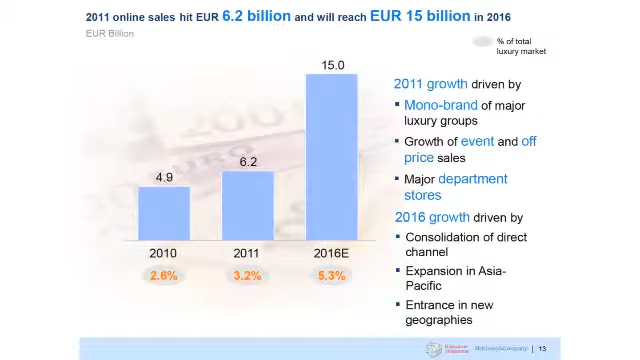 2011 online sales hit EUR 6.2 billion and will reach EUR 15 billion in 2016
EUR Billion
% of total
luxury market
15.0
6.2
4.9
2010 2011 2016E
2.6% 3.2% 5.3%
2011 growth driven by
▪ Mono-brand of major
luxury groups
▪ Growth of event and off
price sales
▪ Major department
stores
2016 growth driven by
▪ Consolidation of direct
channel
▪ Expansion in Asia-
Pacific
▪ Entrance in new
geographies
McKinsey&Company | 13